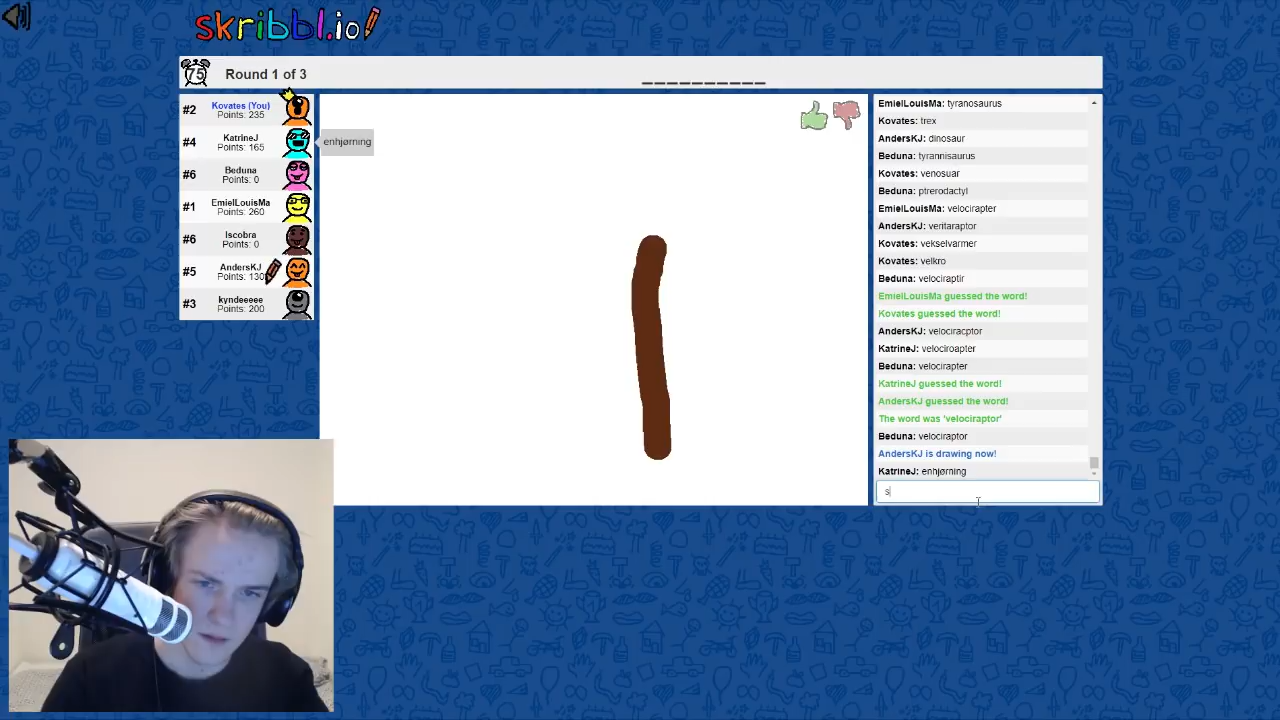 skribbl.io
75
Round 1 of 3
__________
#2
Kovates (You)
Points: 235
#4
KatrineJ
Points: 165
enhjørning
#6
Beduna
Points: 0
#1
EmielLouisMa
Points: 260
#6
Iscobra
Points: 0
#5
AndersKJ
Points: 130
#3
kyndeeeee
Points: 200
EmielLouisMa: tyranosaurus
Kovates: trex
AndersKJ: dinosaur
Beduna: tyrannisaurus
Kovates: venosuar
Beduna: ptrerodactyl
EmielLouisMa: velocirapter
AndersKJ: veritaraptor
Kovates: vekselvarmer
Kovates: velkro
Beduna: velociraptir
EmielLouisMa guessed the word!
Kovates guessed the word!
AndersKJ: velociracptor
KatrineJ: velociroapter
Beduna: velcirapter
KatrineJ guessed the word!
AndersKJ guessed the word!
The word was 'velociraptor'
Beduna: velociraptor
AndersKJ is drawing now!
KatrineJ: enhjørning
s